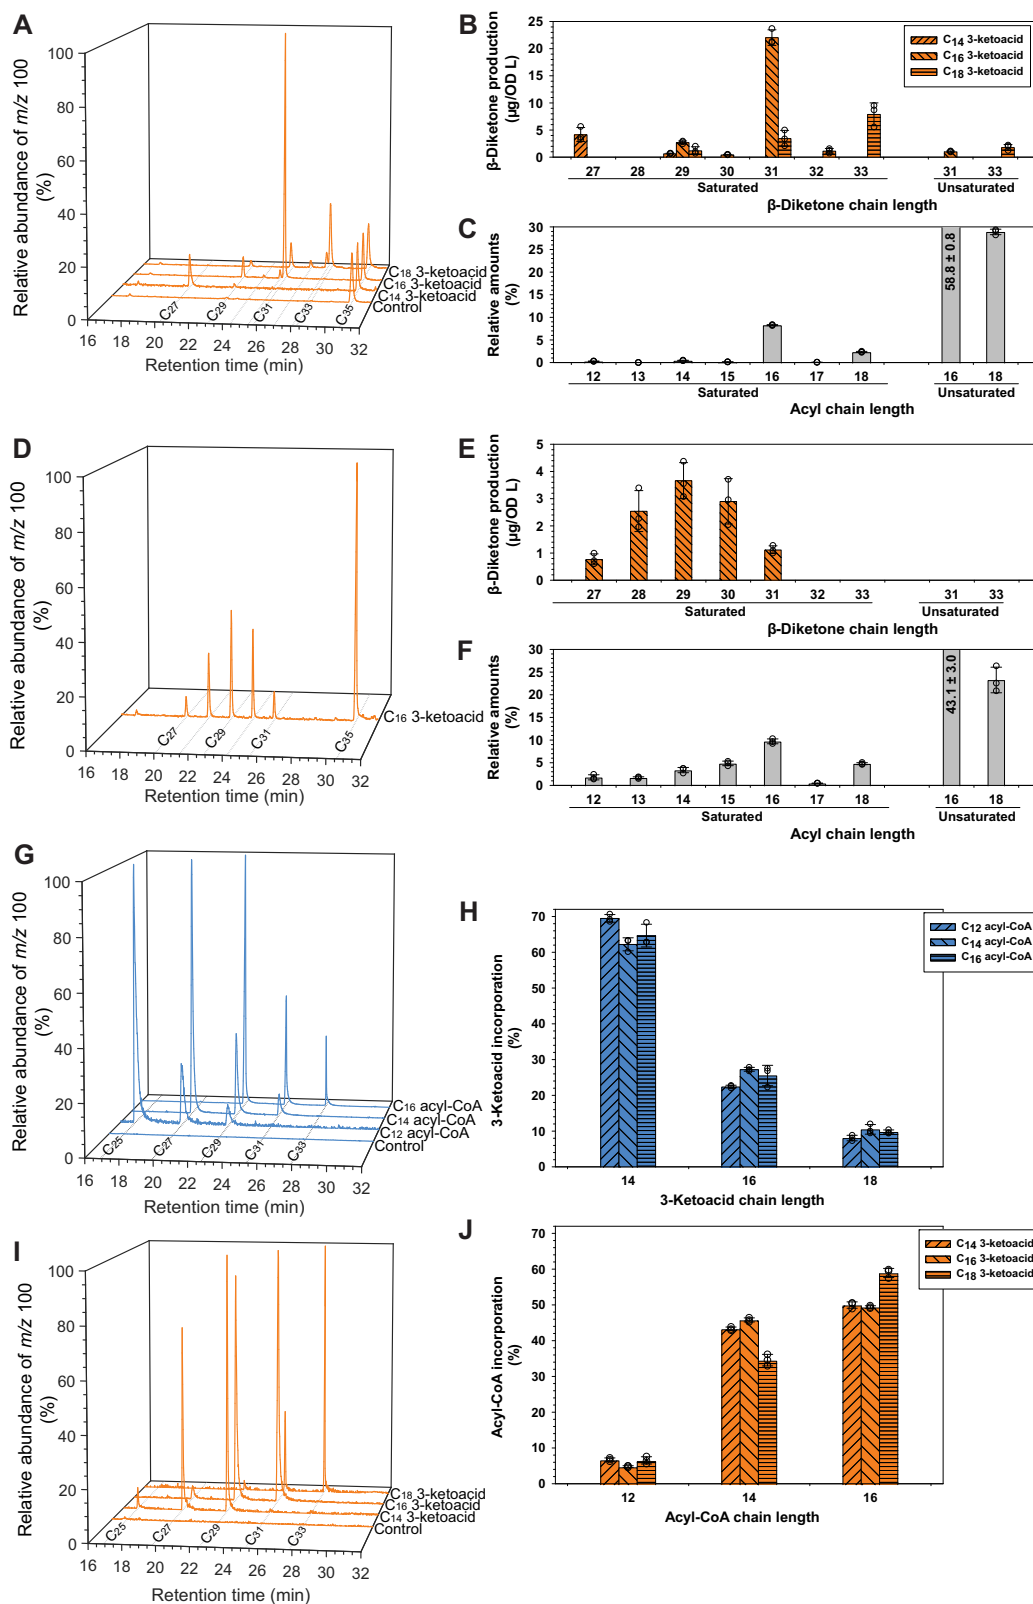 A
Relative abundance of m/z 100
(%)
100
80
60
40
20
0
C18 3-ketoacid
C16 3-ketoacid
C14 3-ketoacid
Control
C27
C29
C31
C33
C35
16 18 20 22 24 26 28 30 32
Retention time (min)
B
β-Diketone production
(µg/OD L)
25
20
15
10
5
0
C14 3-ketoacid
C16 3-ketoacid
C18 3-ketoacid
27 28 29 30 31 32 33 31 33
Saturated Unsaturated
β-Diketone chain length
C
Relative amounts
(%)
30
25
20
15
10
5
0
58.8 ± 0.8
12 13 14 15 16 17 18 16 18
Saturated Unsaturated
Acyl chain length
D
Relative abundance of m/z 100
(%)
100
80
60
40
20
0
C16 3-ketoacid
C27
C29
C31
C35
16 18 20 22 24 26 28 30 32
Retention time (min)
E
β-Diketone production
(µg/OD L)
5
4
3
2
1
0
27 28 29 30 31 32 33 31 33
Saturated Unsaturated
β-Diketone chain length
F
Relative amounts
(%)
30
25
20
15
10
5
0
43.1 ± 3.0
12 13 14 15 16 17 18 16 18
Saturated Unsaturated
Acyl chain length
G
Relative abundance of m/z 100
(%)
100
80
60
40
20
0
C16 acyl-CoA
C14 acyl-CoA
C12 acyl-CoA
Control
C25
C27
C29
C31
C33
16 18 20 22 24 26 28 30 32
Retention time (min)
H
3-Ketoacid incorporation
(%)
70
60
50
40
30
20
10
0
C12 acyl-CoA
C14 acyl-CoA
C16 acyl-CoA
14 16 18
3-Ketoacid chain length
I
Relative abundance of m/z 100
(%)
100
80
60
40
20
0
C18 3-ketoacid
C16 3-ketoacid
C14 3-ketoacid
Control
C25
C27
C29
C31
C33
16 18 20 22 24 26 28 30 32
Retention time (min)
J
Acyl-CoA incorporation
(%)
70
60
50
40
30
20
10
0
C14 3-ketoacid
C16 3-ketoacid
C18 3-ketoacid
12 14 16
Acyl-CoA chain length